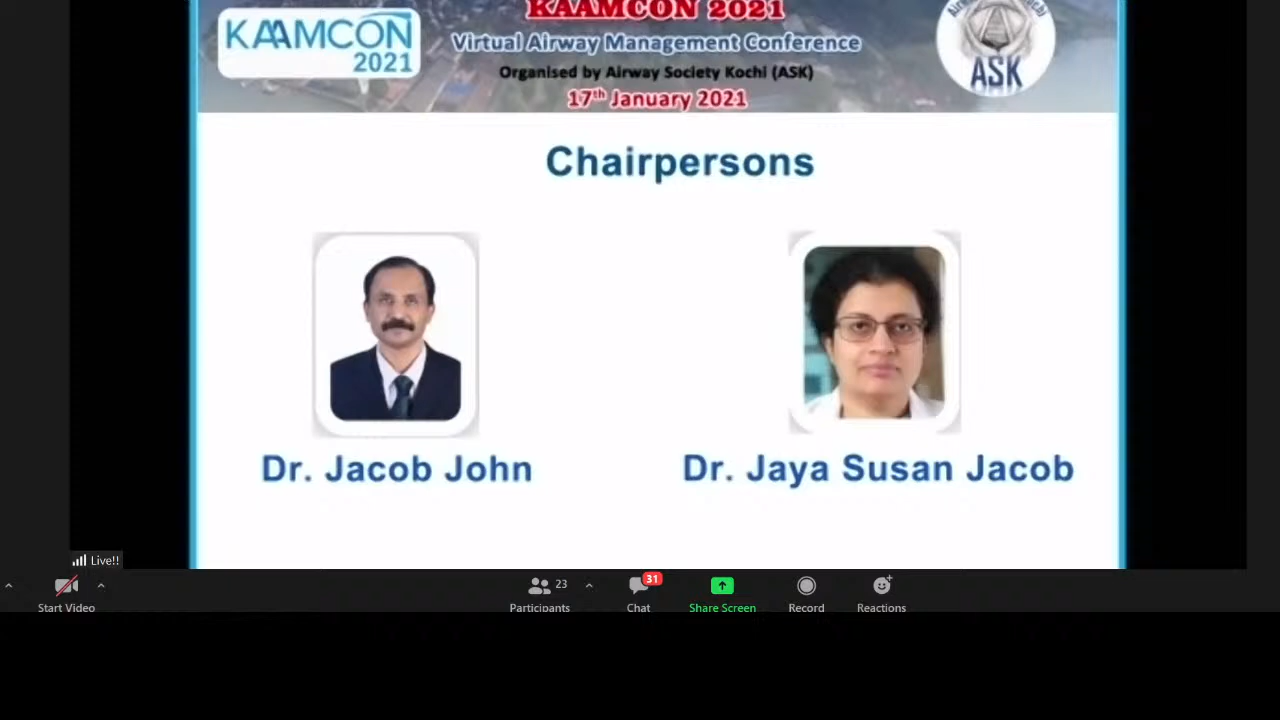 KAAMCON 2021
KAAMCON
2021
Virtual Airway Management Conference
Organised by Airway Society Kochi (ASK)
17th January 2021
ASK
Chairpersons
Dr. Jacob John
Dr. Jaya Susan Jacob
Live!!
Start Video
23
Participants
31
Chat
Share Screen
Record
Reactions